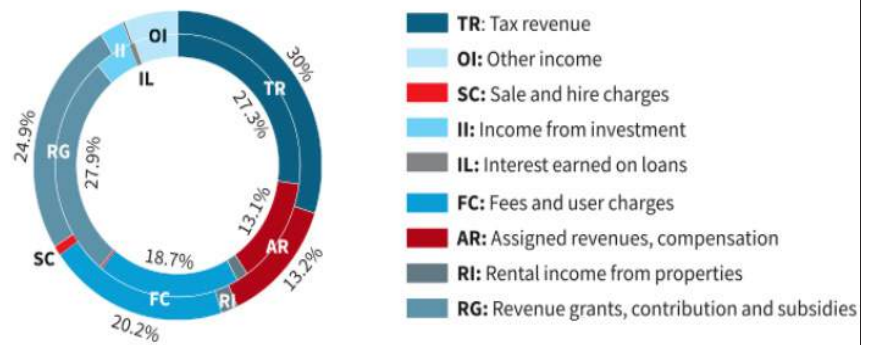 OI
II
IL
TR
30%
27.3%
24.9%
RG
27.9%
13.1%
AR
13.2%
SC
18.7%
FC
RI
20.2%
TR: Tax revenue
OI: Other income
SC: Sale and hire charges
II: Income from investment
IL: Interest earned on loans
FC: Fees and user charges
AR: Assigned revenues, compensation
RI: Rental income from properties
RG: Revenue grants, contribution and subsidies